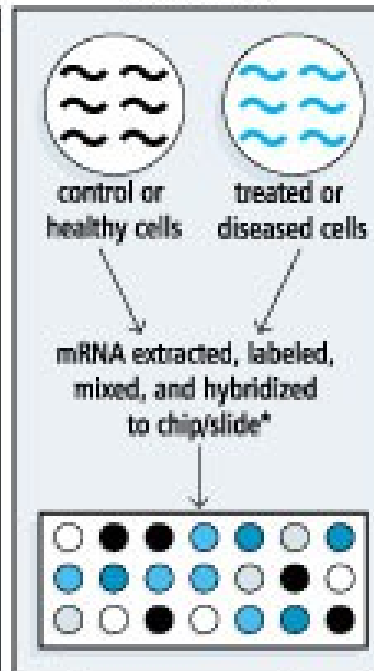 control or
healthy cells
treated or
diseased cells
mRNA extracted, labeled,
mixed, and hybridized
to chip/slide*